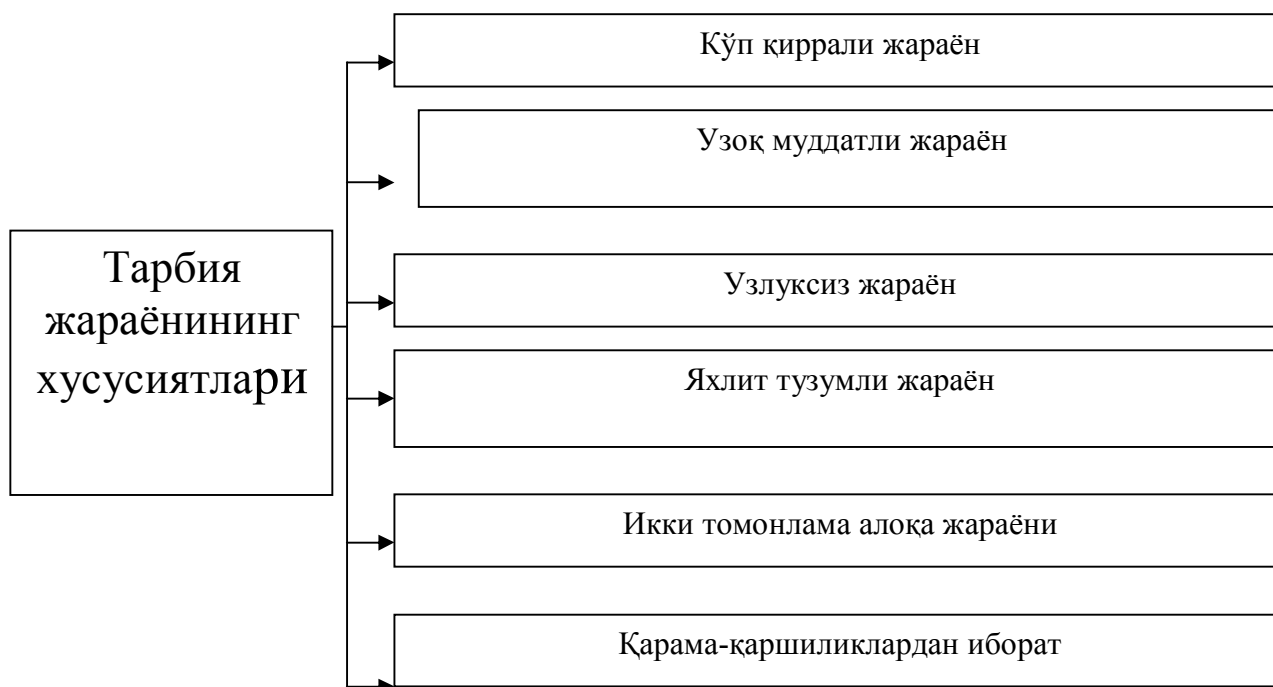 Кўп қиррали жараён
Узоқ муддатли жараён
Тарбия
жараёнининг
хусусиятлари
Узлуксиз жараён
Яхлит тузумли жараён
Икки томонлама алоқа жараёни
Қарама-қаршиликлардан иборат